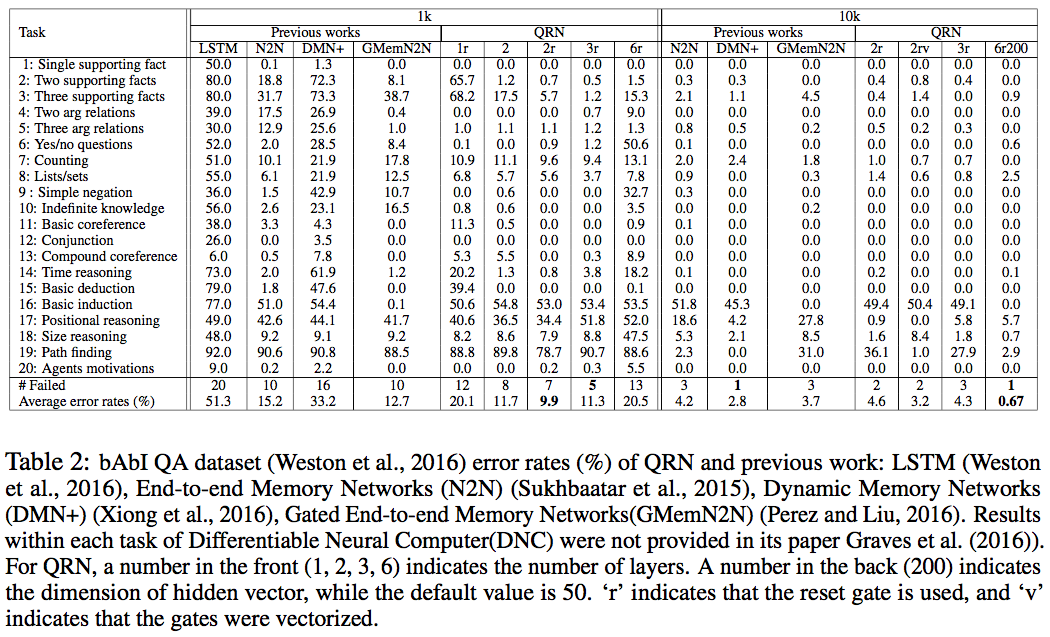 Task 1k 10k
Previous works QRN Previous works QRN
LSTM N2N DMN+ GMemN2N 1r 2 2r 3r 6r N2N DMN+ GMemN2N 2r 2rv 3r 6r200
1: Single supporting fact 50.0 0.1 1.3 0.0 0.0 0.0 0.0 0.0 0.0 0.0 0.0 0.0 0.0 0.0 0.0 0.0
2: Two supporting facts 80.0 18.8 72.3 8.1 65.7 1.2 0.7 0.5 1.5 0.3 0.3 0.0 0.4 0.8 0.4 0.0
3: Three supporting facts 80.0 31.7 73.3 38.7 68.2 17.5 5.7 1.2 15.3 2.1 1.1 4.5 0.4 1.4 0.0 0.9
4: Two arg relations 39.0 17.5 26.9 0.4 0.0 0.0 0.0 0.7 9.0 0.0 0.0 0.0 0.0 0.0 0.0 0.0
5: Three arg relations 30.0 12.9 25.6 1.0 1.0 1.1 1.1 1.2 1.3 0.8 0.5 0.2 0.5 0.2 0.3 0.0
6: Yes/no questions 52.0 2.0 28.5 8.4 0.1 0.0 0.9 1.2 50.6 0.1 0.0 0.0 0.0 0.0 0.0 0.6
7: Counting 51.0 10.1 21.9 17.8 10.9 11.1 9.6 9.4 13.1 2.0 2.4 1.8 1.0 0.7 0.7 0.0
8: Lists/sets 55.0 6.1 21.9 12.5 6.8 5.7 5.6 3.7 7.8 0.9 0.0 0.3 1.4 0.6 0.8 2.5
9 : Simple negation 36.0 1.5 42.9 10.7 0.0 0.6 0.0 0.0 32.7 0.3 0.0 0.0 0.0 0.0 0.0 0.0
10: Indefinite knowledge 56.0 2.6 23.1 16.5 0.8 0.6 0.0 0.0 3.5 0.0 0.0 0.2 0.0 0.0 0.0 0.0
11: Basic coreference 38.0 3.3 4.3 0.0 11.3 0.5 0.0 0.0 0.9 0.1 0.0 0.0 0.0 0.0 0.0 0.0
12: Conjunction 26.0 0.0 3.5 0.0 0.0 0.0 0.0 0.0 0.0 0.0 0.0 0.0 0.0 0.0 0.0 0.0
13: Compound coreference 6.0 0.5 7.8 0.0 5.3 5.5 0.0 0.3 8.9 0.0 0.0 0.0 0.0 0.0 0.0 0.0
14: Time reasoning 73.0 2.0 61.9 1.2 20.2 1.3 0.8 3.8 18.2 0.1 0.0 0.0 0.2 0.0 0.0 0.1
15: Basic deduction 79.0 1.8 47.6 0.0 39.4 0.0 0.0 0.0 0.1 0.0 0.0 0.0 0.0 0.0 0.0 0.0
16: Basic induction 77.0 51.0 54.4 0.1 50.6 54.8 53.0 53.4 53.5 51.8 45.3 0.0 49.4 50.4 49.1 0.0
17: Positional reasoning 49.0 42.6 44.1 41.7 40.6 36.5 34.4 51.8 52.0 18.6 4.2 27.8 0.9 0.0 5.8 5.7
18: Size reasoning 48.0 9.2 9.1 9.2 8.2 8.6 7.9 8.8 47.5 5.3 2.1 8.5 1.6 8.4 1.8 0.7
19: Path finding 92.0 90.6 90.8 88.5 88.8 89.8 78.7 90.7 88.6 2.3 0.0 31.0 36.1 1.0 27.9 2.9
20: Agents motivations 9.0 0.2 2.2 0.0 0.0 0.0 0.2 0.3 5.5 0.0 0.0 0.0 0.0 0.0 0.0 0.0
# Failed 20 10 16 10 12 8 7 5 13 3 1 3 2 2 3 1
Average error rates (%) 51.3 15.2 33.2 12.7 20.1 11.7 9.9 11.3 20.5 4.2 2.8 3.7 4.6 3.2 4.3 0.67
Table 2: bAbI QA dataset (Weston et al., 2016) error rates (%) of QRN and previous work: LSTM (Weston
et al., 2016), End-to-end Memory Networks (N2N) (Sukhbaatar et al., 2015), Dynamic Memory Networks
(DMN+) (Xiong et al., 2016), Gated End-to-end Memory Networks(GMemN2N) (Perez and Liu, 2016). Results
within each task of Differentiable Neural Computer(DNC) were not provided in its paper Graves et al. (2016)).
For QRN, a number in the front (1, 2, 3, 6) indicates the number of layers. A number in the back (200) indicates
the dimension of hidden vector, while the default value is 50. ‘r’ indicates that the reset gate is used, and ‘v’
indicates that the gates were vectorized.